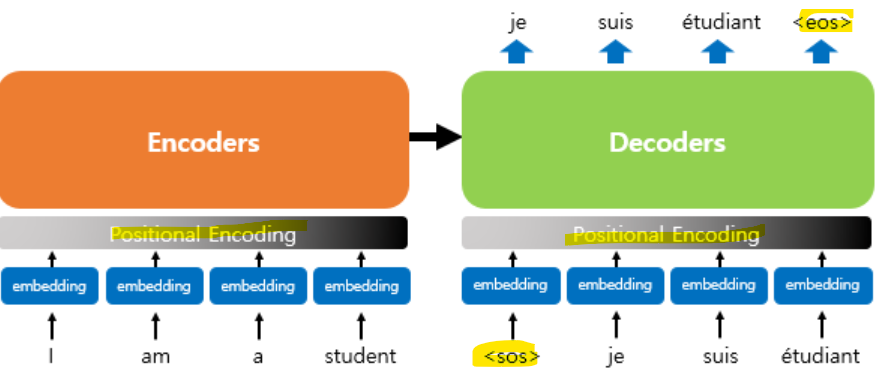 je suis étudiant <eos>
Encoders
Decoders
Positional Encoding
Positional Encoding
embedding embedding embedding embedding
embedding embedding embedding embedding
I am a student
<sos> je suis étudiant